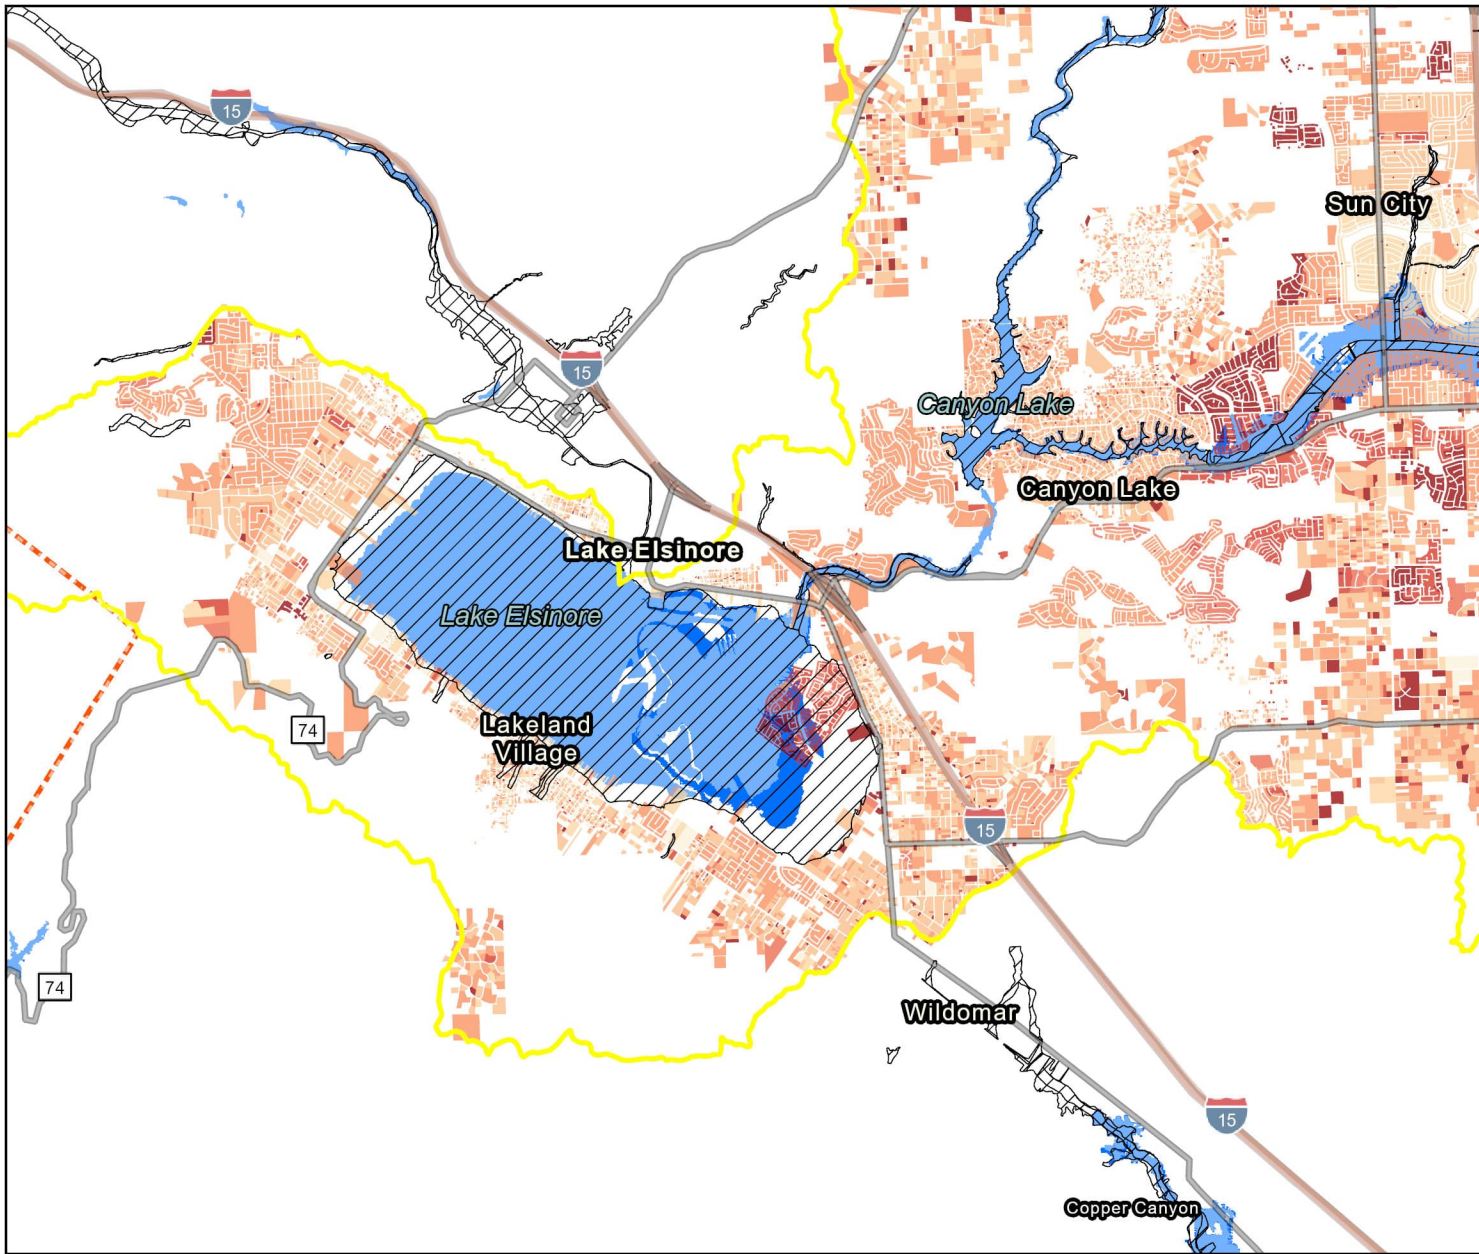 15
Sun City
15
Canyon Lake
Canyon Lake
Lake Elsinore
Lake Elsinore
Lakeland
Village
74
15
74
Wildomar
15
Copper Canyon